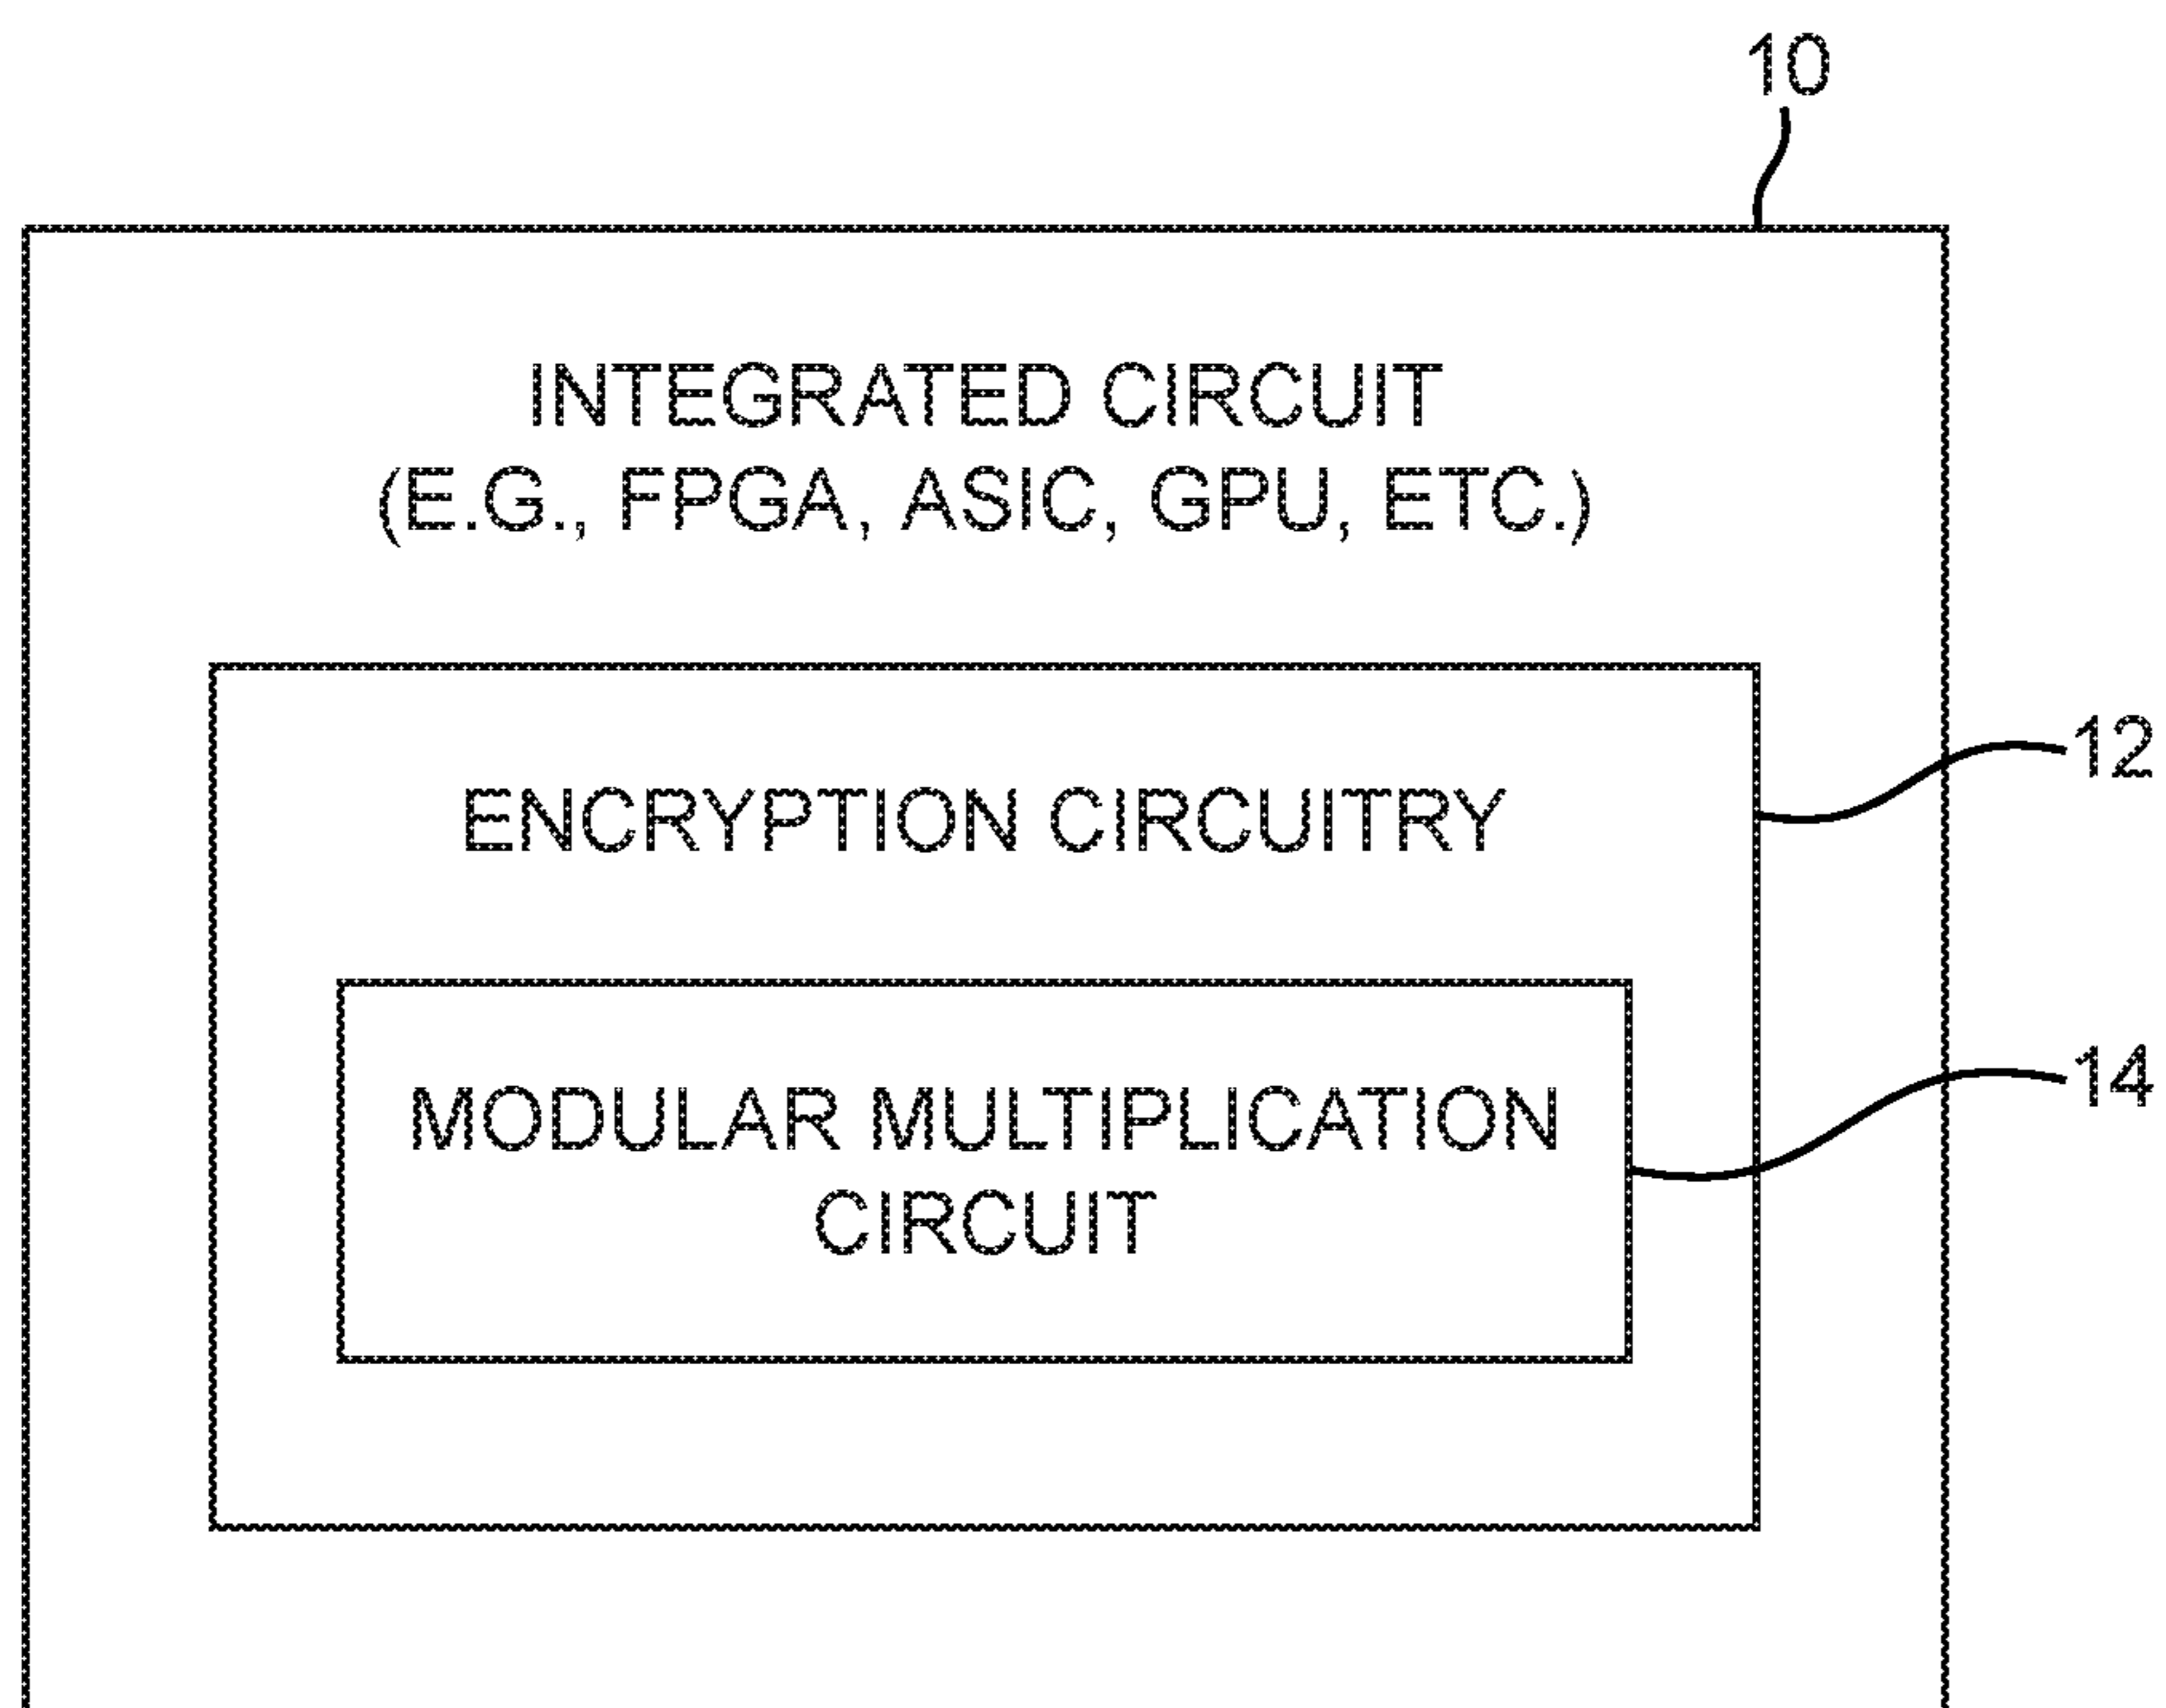 10
INTEGRATED CIRCUIT
(E.G., FPGA, ASIC, GPU, ETC.)
12
ENCRYPTION CIRCUITRY
14
MODULAR MULTIPLICATION
CIRCUIT